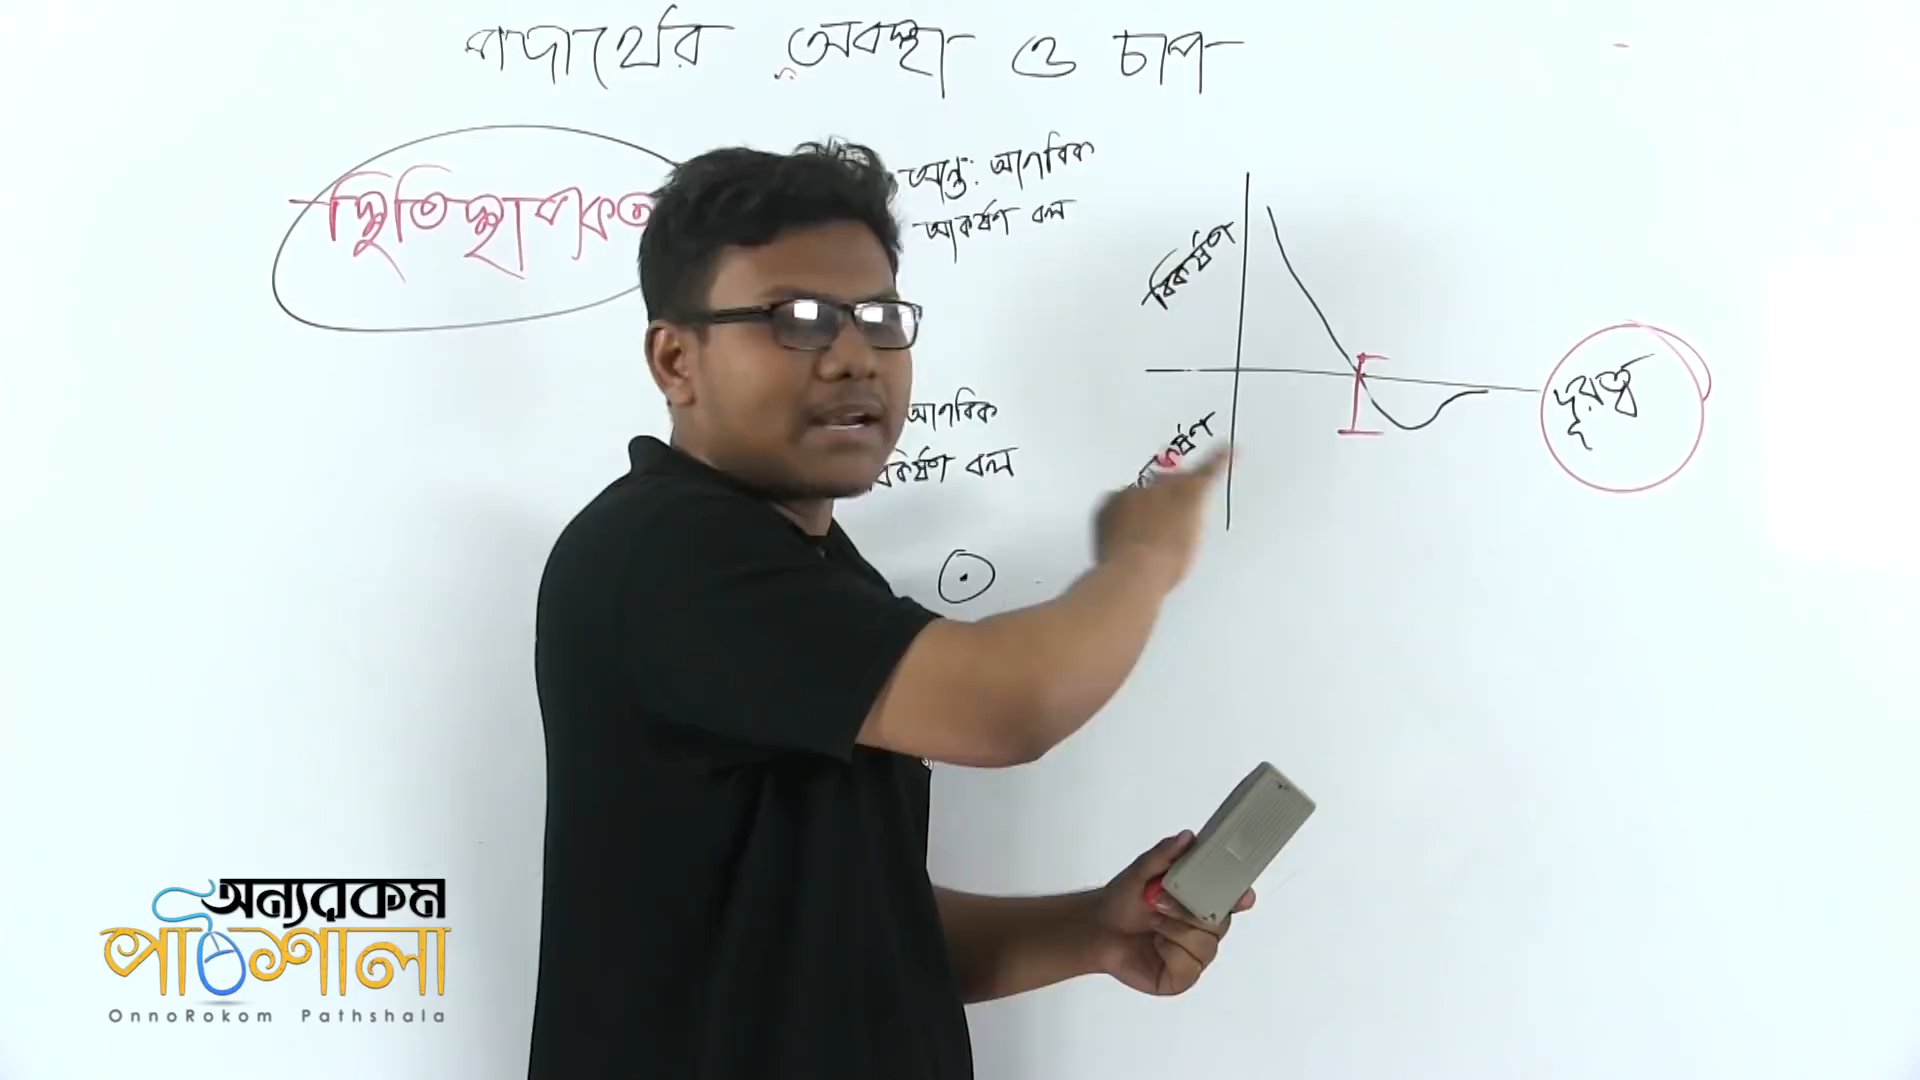 পদার্থের অবস্থা ও চাপ
স্থিতিস্থাপকতা
আন্ত: আণবিক
আকর্ষণ বল
আণবিক
বিকর্ষণ বল
বিকর্ষণ
দূরত্ব
অন্যরকম
পাঠশালা
OnnoRokom Pathshala